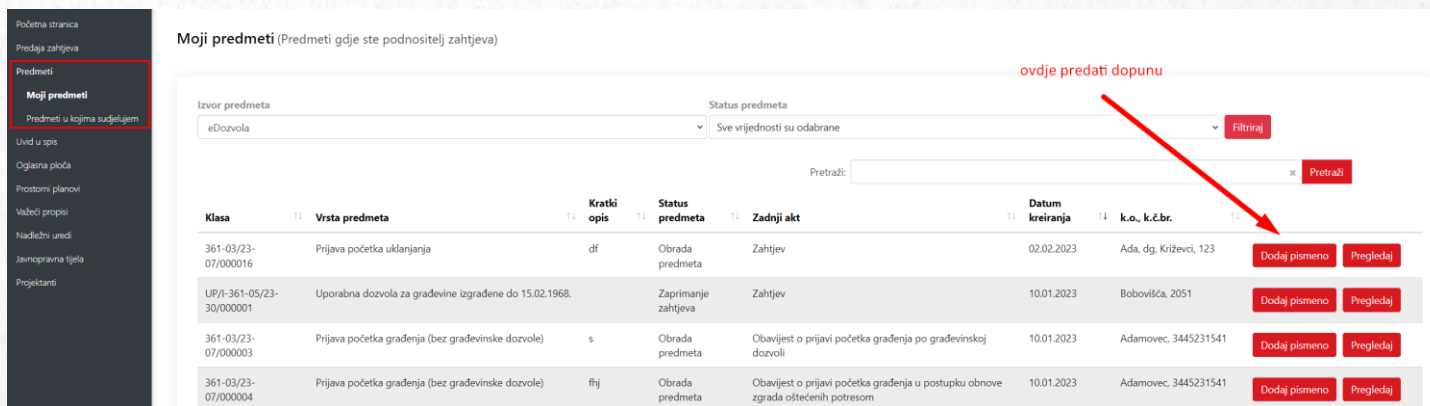 Početna stranica
Predaja zahtjeva
Predmeti
Moji predmeti
Predmeti u kojima sudjelujem
Uvid u spis
Oglasna ploča
Prostorni planovi
Važeći propisi
Nadležni uredi
Javnopravna tijela
Projektanti
Moji predmeti (Predmeti gdje ste podnositelj zahtjeva)
ovdje predati dopunu
Izvor predmeta Status predmeta
eDozvola Sve vrijednosti su odabrane Filtriraj
Pretraži: Pretraži
Klasa Vrsta predmeta Kratki opis Status predmeta Zadnji akt Datum kreiranja k.o., k.č.br.
361-03/23- Prijava početka uklanjanja df Obrada Zahtjev 02.02.2023 Ada, dg, Križevci, 123 Dodaj pismeno Pregledaj
07/000016 predmeta
UP/I-361-05/23- Uporabna dozvola za građevine izgrađene do 15.02.1968. Zaprimanje Zahtjev 10.01.2023 Bobovišća, 2051 Dodaj pismeno Pregledaj
30/000001 zahtjeva
361-03/23- Prijava početka građenja (bez građevinske dozvole) s Obrada Obavijest o prijavi početka građenja po građevinskoj 10.01.2023 Adamovec, 3445231541 Dodaj pismeno Pregledaj
07/000003 predmeta dozvoli
361-03/23- Prijava početka građenja (bez građevinske dozvole) fhj Obrada Obavijest o prijavi početka građenja u postupku obnove 10.01.2023 Adamovec, 3445231541 Dodaj pismeno Pregledaj
07/000004 predmeta zgrada oštećenih potresom